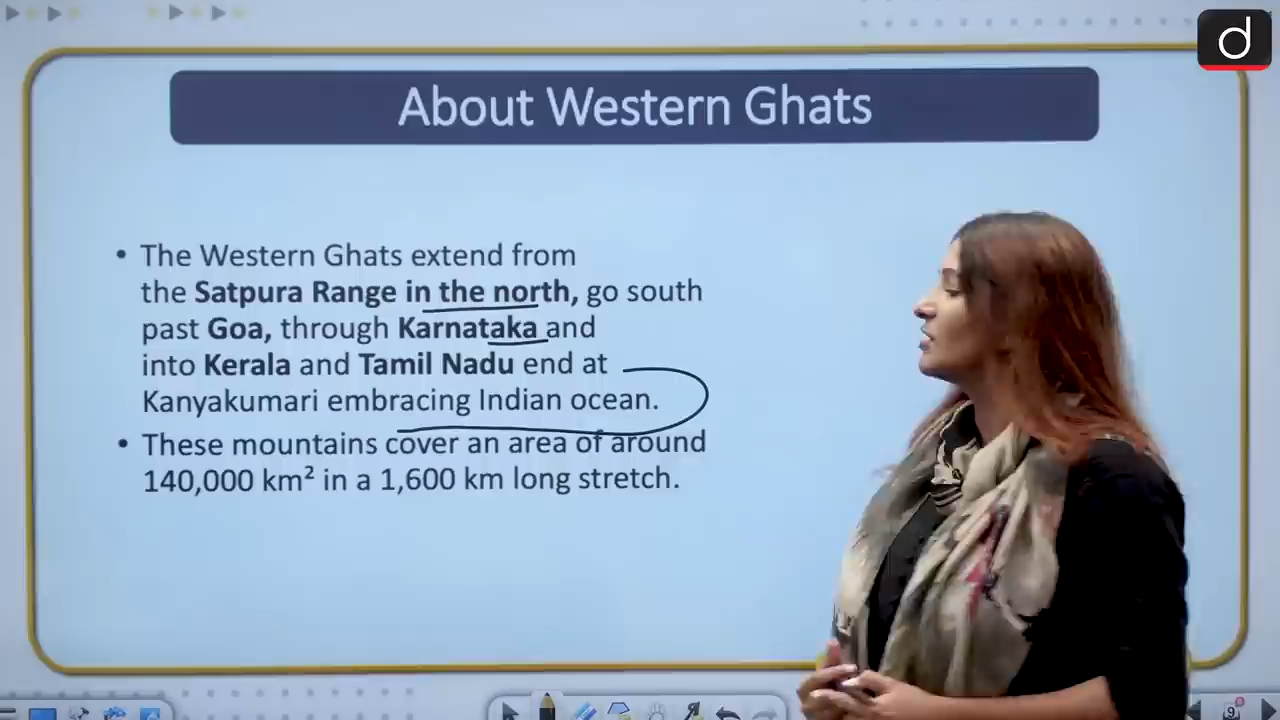 d
About Western Ghats
• The Western Ghats extend from
the Satpura Range in the north, go south
past Goa, through Karnataka and
into Kerala and Tamil Nadu end at
Kanyakumari embracing Indian ocean.
• These mountains cover an area of around
140,000 km² in a 1,600 km long stretch.
9